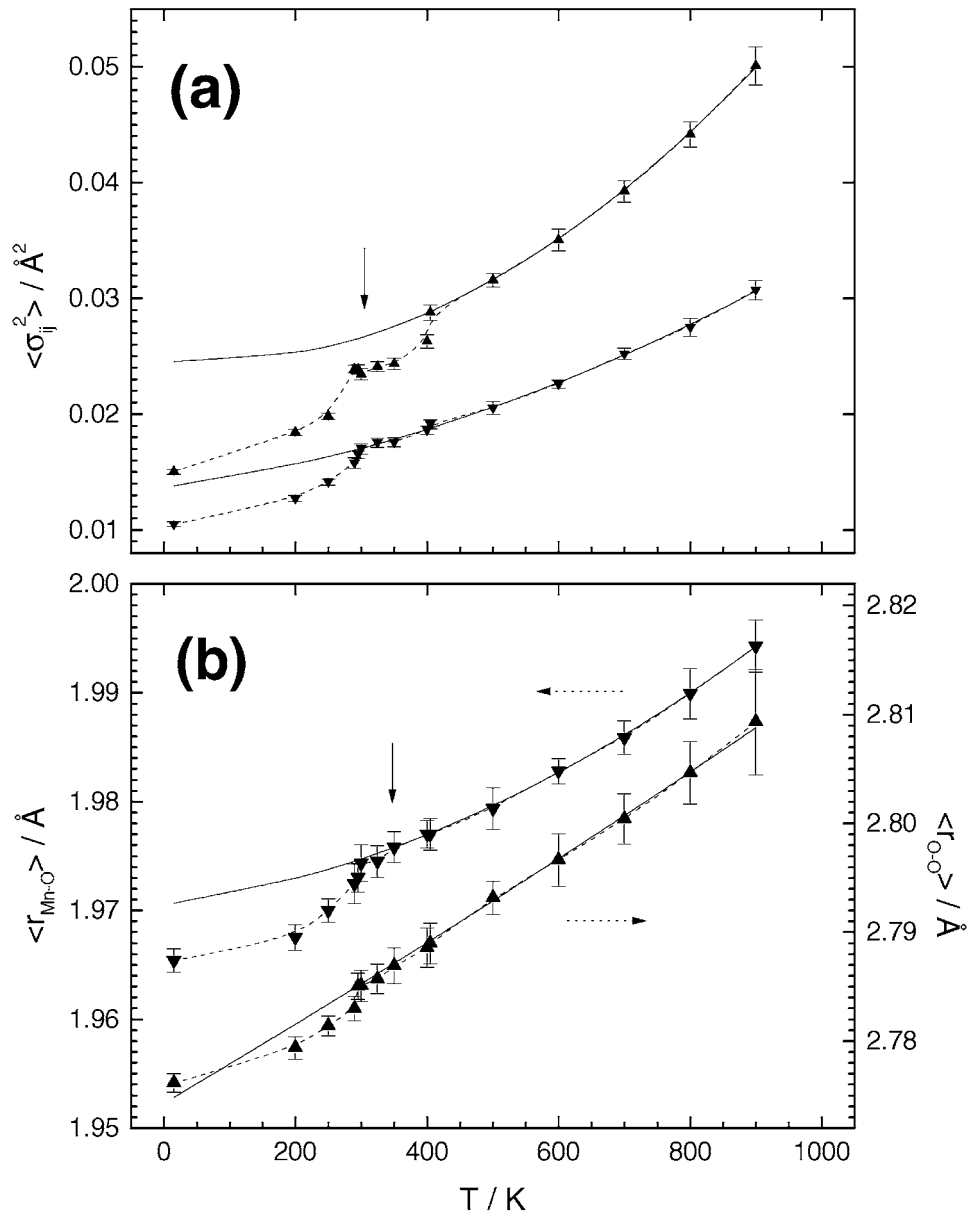 (a)
<σij²> / Å²
0.05
0.04
0.03
0.02
0.01
(b)
<rMn-O> / Å
2.00
1.99
1.98
1.97
1.96
1.95
2.82
2.81
2.80
2.79
2.78
<rO-O> / Å
0 200 400 600 800 1000
T / K